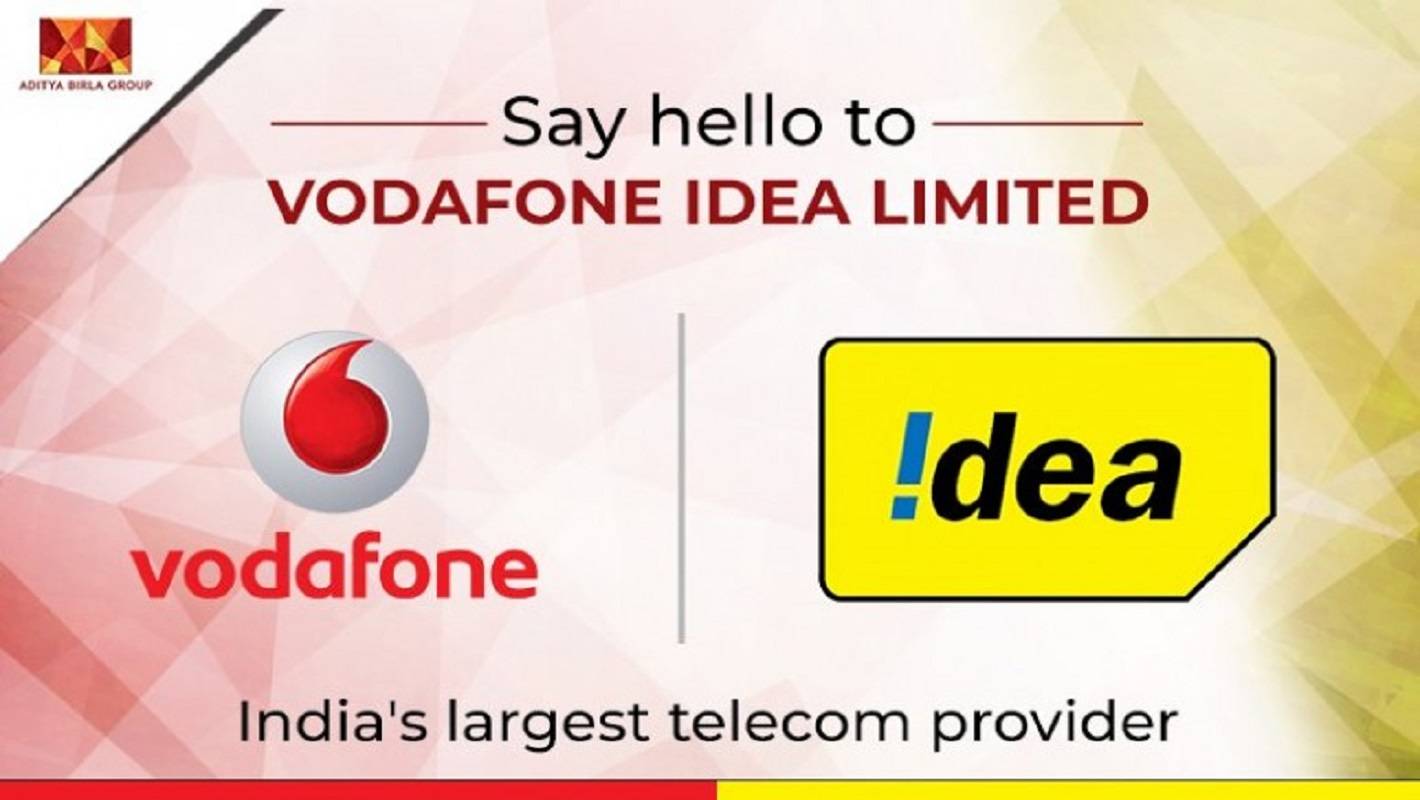 ADITYA BIRLA GROUP
Say hello to
VODAFONE IDEA LIMITED
vodafone
!dea
India's largest telecom provider